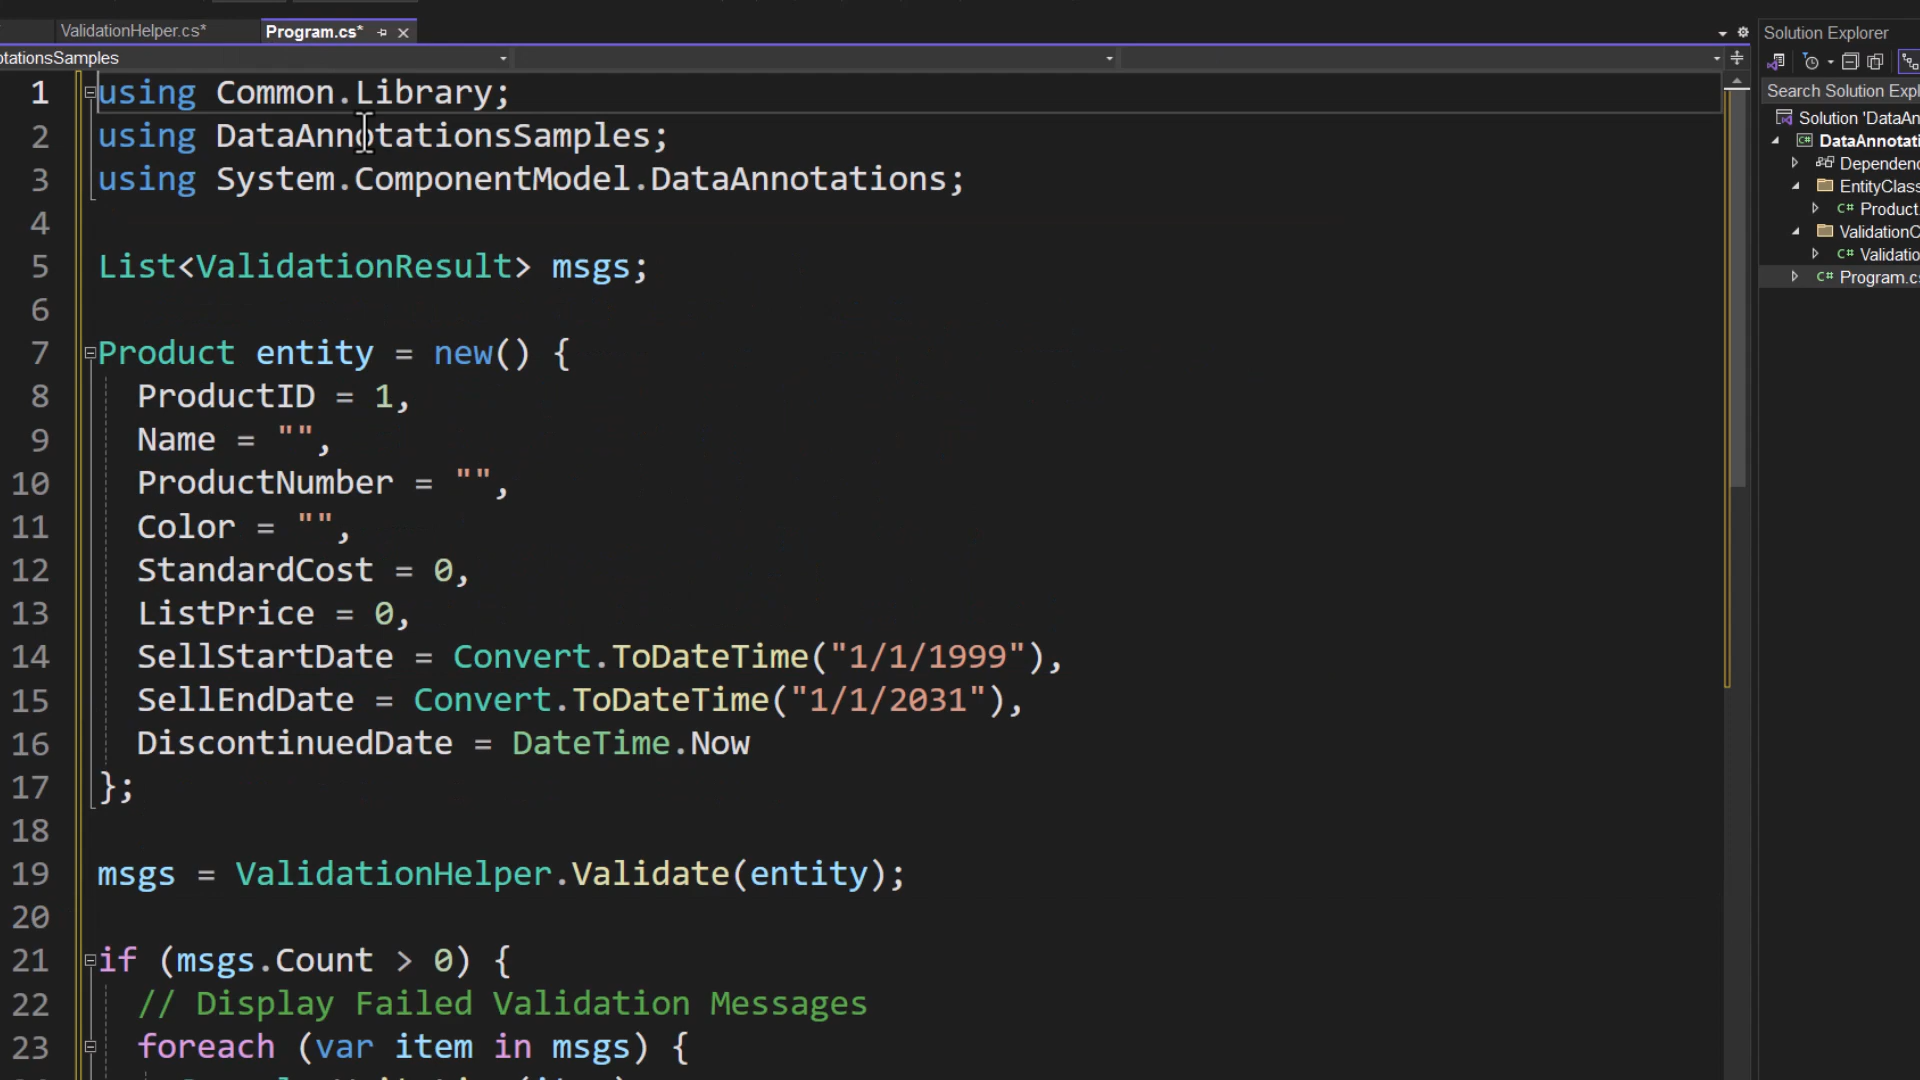 ValidationHelper.cs*
Program.cs*
Solution Explorer
otationsSamples
Search Solution Expl
Solution 'DataAn
DataAnnotati
Dependenc
EntityClass
C# Product.
ValidationC
C# Validatio
C# Program.cs
1 using Common.Library;
2 using DataAnnotationsSamples;
3 using System.ComponentModel.DataAnnotations;
4
5 List<ValidationResult> msgs;
6
7 Product entity = new() {
8 ProductID = 1,
9 Name = "",
10 ProductNumber = "",
11 Color = "",
12 StandardCost = 0,
13 ListPrice = 0,
14 SellStartDate = Convert.ToDateTime("1/1/1999"),
15 SellEndDate = Convert.ToDateTime("1/1/2031"),
16 DiscontinuedDate = DateTime.Now
17 };
18
19 msgs = ValidationHelper.Validate(entity);
20
21 if (msgs.Count > 0) {
22 // Display Failed Validation Messages
23 foreach (var item in msgs) {